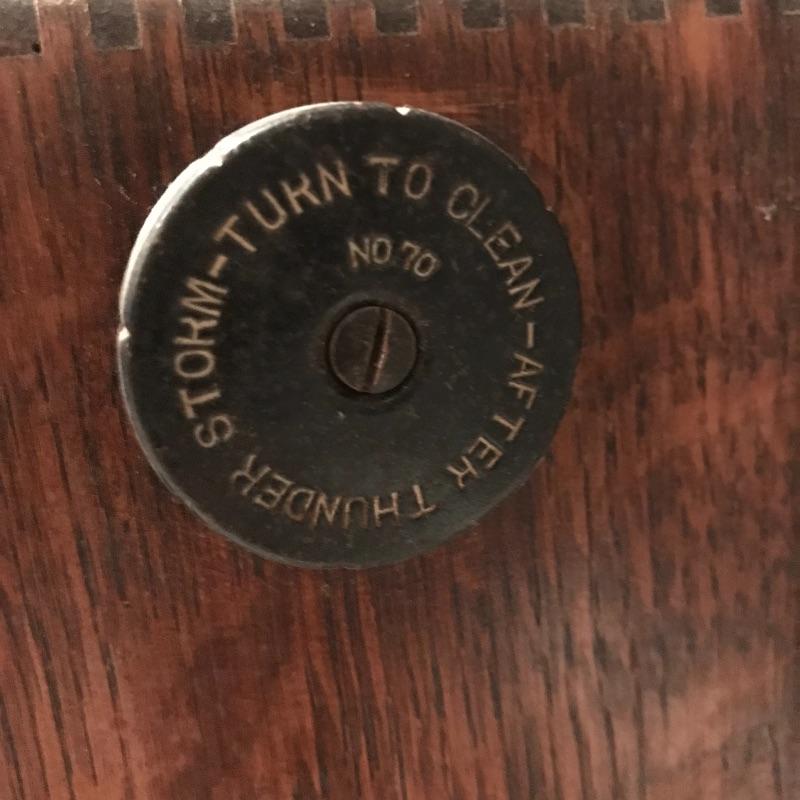 AFTER THUNDER STORM-TURN TO CLEAN-
NO.70